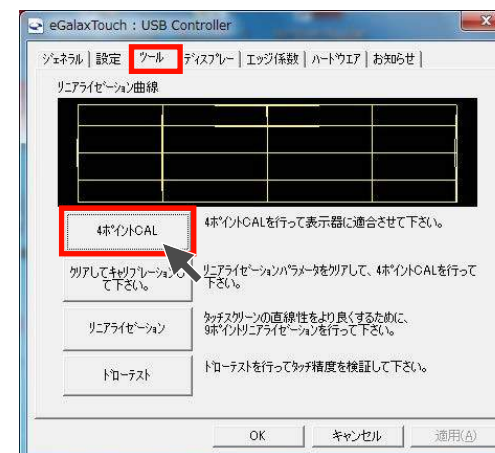 eGalaxTouch : USB Controller
ジェネラル 設定 ツール ディスプレー エッジ係数 ハードウエア お知らせ
リニアライゼーション曲線
4ポイントCAL
4ポイントCALを行って表示器に適合させて下さい。
クリアしてキャリブレーションし
て下さい。
リニアライゼーションパラメータをクリアして、4ポイントCALを行って
下さい。
リニアライゼーション
タッチスクリーンの直線性をより良くするために、
9ポイントリニアライゼーションを行って下さい。
ドローテスト
ドローテストを行ってタッチ精度を検証して下さい。
OK キャンセル 適用(A)